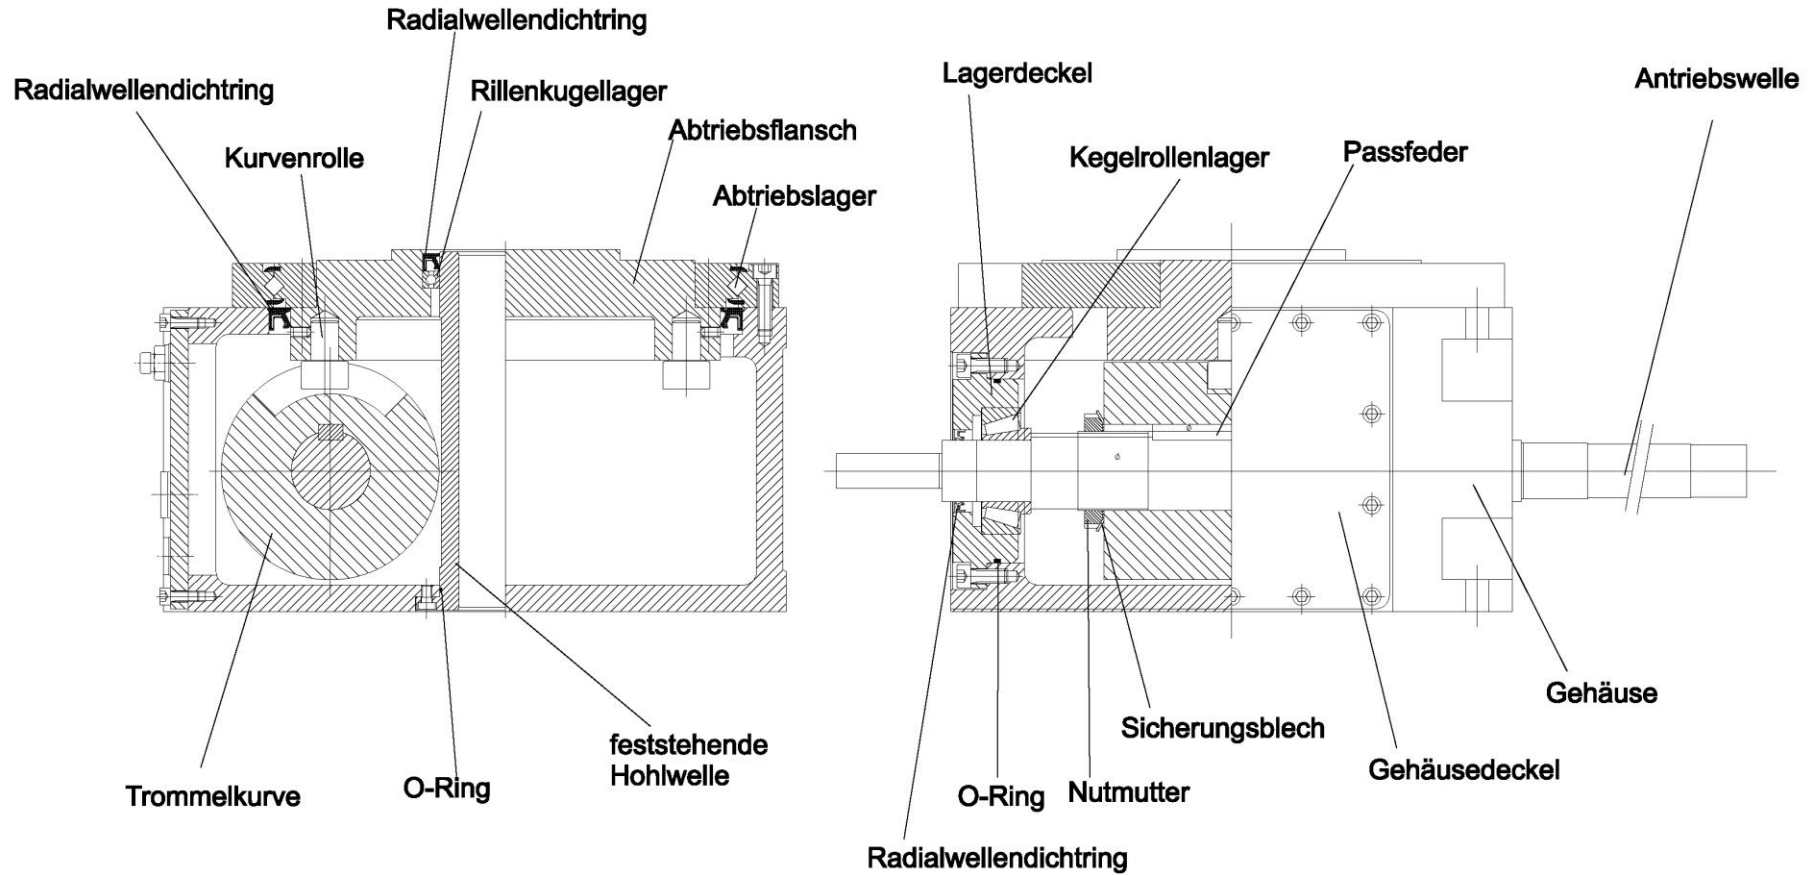 Radialwellendichtring
Radialwellendichtring
Rillenkugellager
Kurvenrolle
Abtriebsflansch
Abtriebslager
Trommelkurve
O-Ring
feststehende
Hohlwelle
Lagerdeckel
Antriebswelle
Kegelrollenlager
Passfeder
Gehäuse
Sicherungsblech
Gehäusedeckel
O-Ring
Nutmutter
Radialwellendichtring